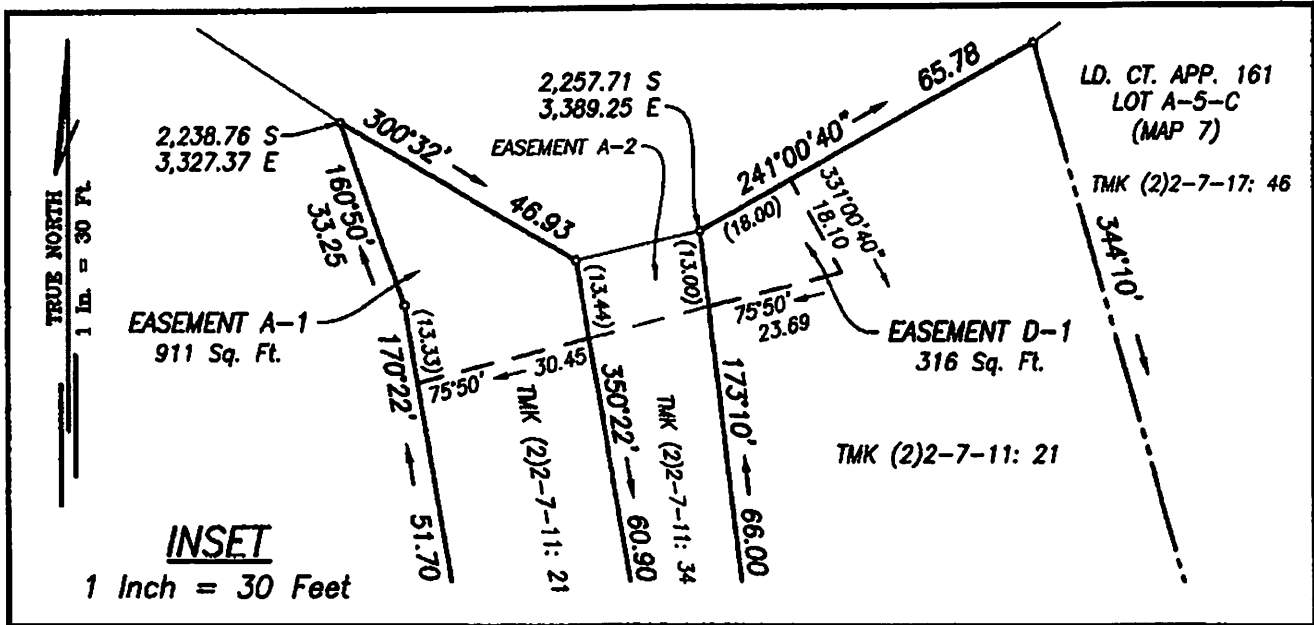 TRUE NORTH
1 In. = 30 Ft.
2,238.76 S
3,327.37 E
300°32'
46.93
160°50'
33.25
EASEMENT A-1
911 Sq. Ft.
(13.33)
170°22'
51.70
75°50'
30.45
2,257.71 S
3,389.25 E
EASEMENT A-2
(13.44)
350°22'
60.90
(13.00)
173°10'
66.00
241°00'40"
65.78
(18.00)
331°00'40"
18.10
75°50'
23.69
EASEMENT D-1
316 Sq. Ft.
LD. CT. APP. 161
LOT A-5-C
(MAP 7)
TMK (2)2-7-17: 46
344°10'
TMK (2)2-7-11: 21
TMK (2)2-7-11: 34
TMK (2)2-7-11: 21
INSET
1 Inch = 30 Feet